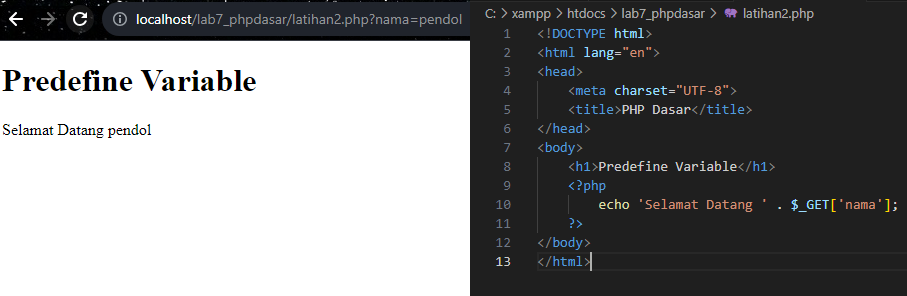 localhost/lab7_phpdasar/latihan2.php?nama=pendol
Predefine Variable
Selamat Datang pendol
C: > xampp > htdocs > lab7_phpdasar > latihan2.php
1 <!DOCTYPE html>
2 <html lang="en">
3 <head>
4     <meta charset="UTF-8">
5     <title>PHP Dasar</title>
6 </head>
7 <body>
8     <h1>Predefine Variable</h1>
9     <?php
10         echo 'Selamat Datang ' . $_GET['nama'];
11     ?>
12 </body>
13 </html>